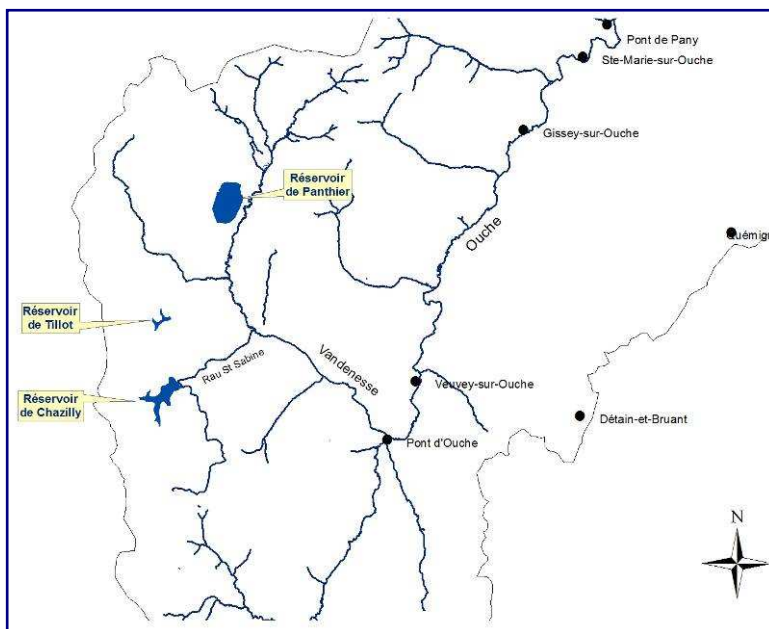 Pont de Pany
Ste-Marie-sur-Ouche
Gissey-sur-Ouche
Réservoir
de Panthier
Ouche
Réservoir
de Tillot
Vandenesse
Rau St Sabine
Réservoir
de Chazilly
Veuvey-sur-Ouche
Détain-et-Bruant
Pont d'Ouche
N